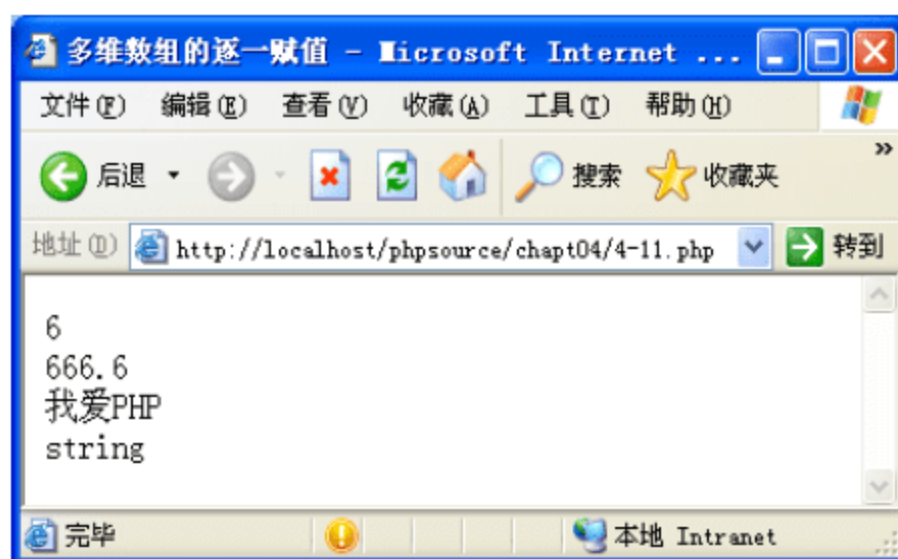 多维数组的逐一赋值 - Microsoft Internet ...
文件(F) 编辑(E) 查看(V) 收藏(A) 工具(T) 帮助(H)
后退 搜索 收藏夹 »
地址(D) http://localhost/phpsource/chapt04/4-11.php 转到
6
666.6
我爱PHP
string
完毕 本地 Intranet